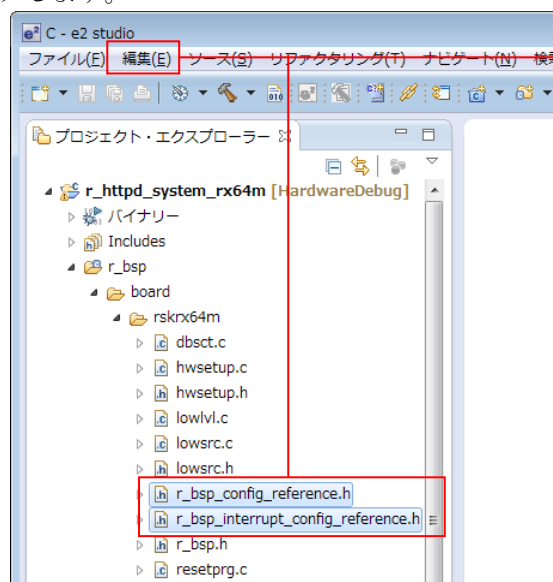 C - e2 studio
ファイル(F) 編集(E) ソース(S) リファクタリング(T) ナビゲート(N) 検索
プロジェクト・エクスプローラー
r_httpd_system_rx64m [HardwareDebug]
バイナリー
Includes
r_bsp
board
rskrx64m
dbsct.c
hwsetup.c
hwsetup.h
lowlvl.c
lowsrc.c
lowsrc.h
r_bsp_config_reference.h
r_bsp_interrupt_config_reference.h
r_bsp.h
resetprg.c